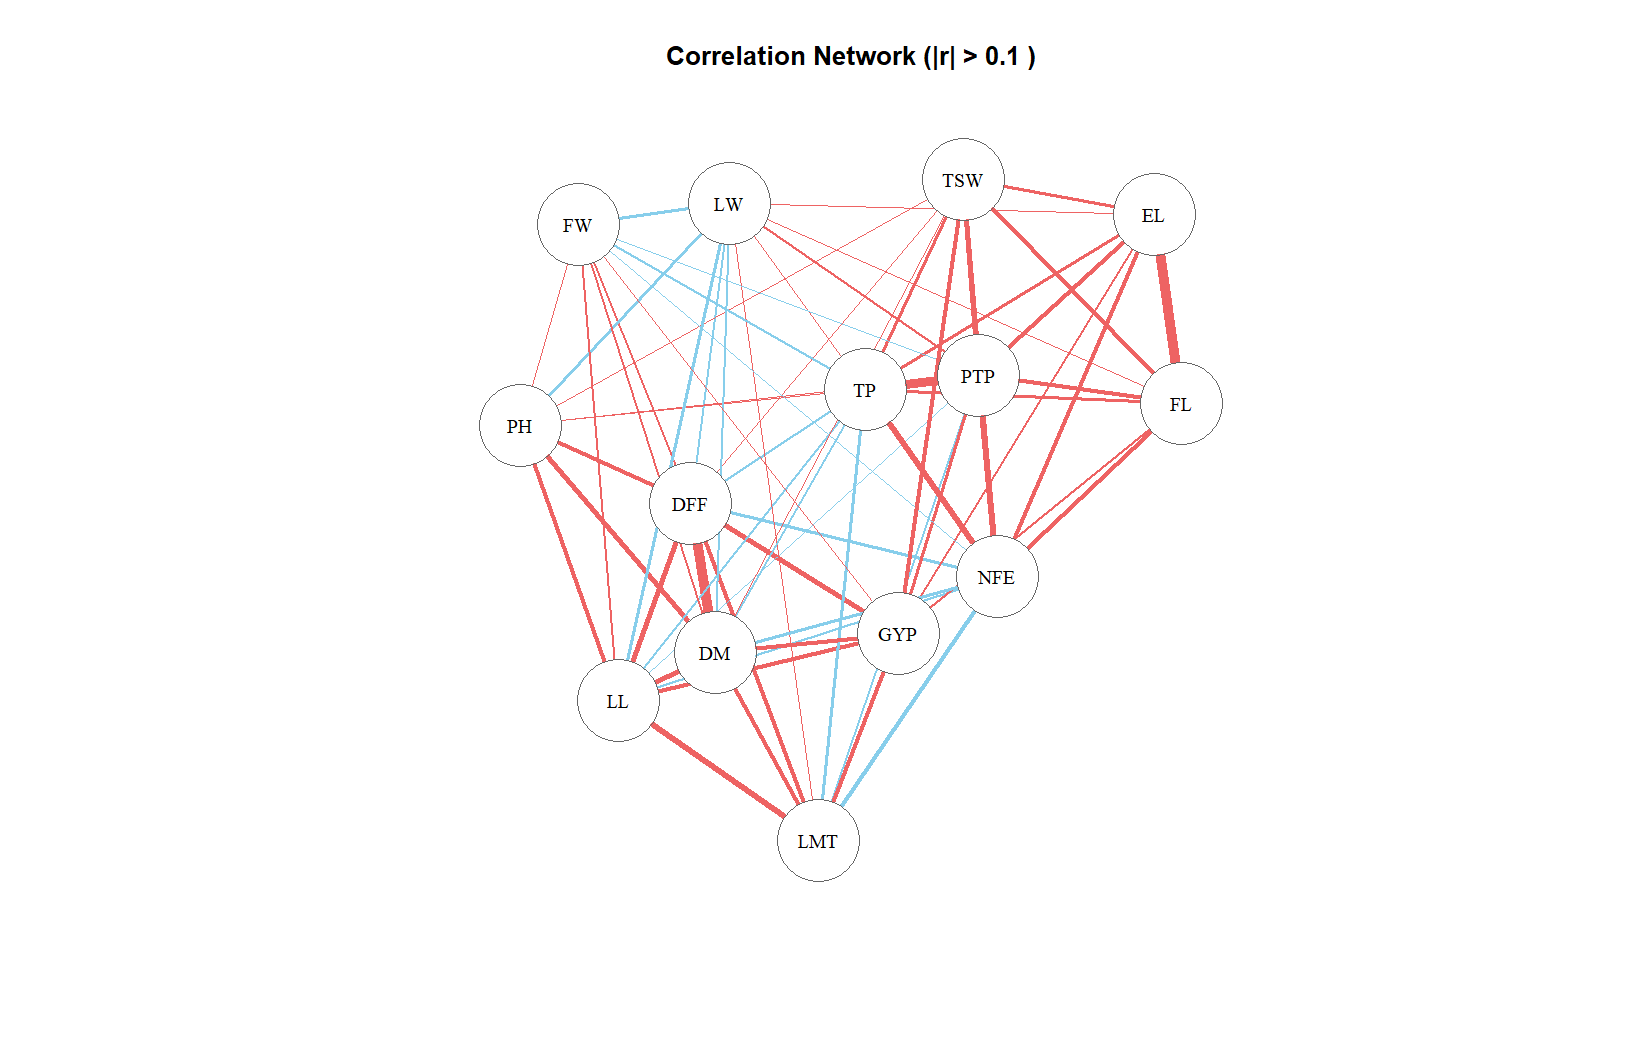 Correlation Network (|r| > 0.1 )
TSW
LW
EL
FW
PTP
TP
FL
PH
DFF
NFE
GYP
DM
LL
LMT